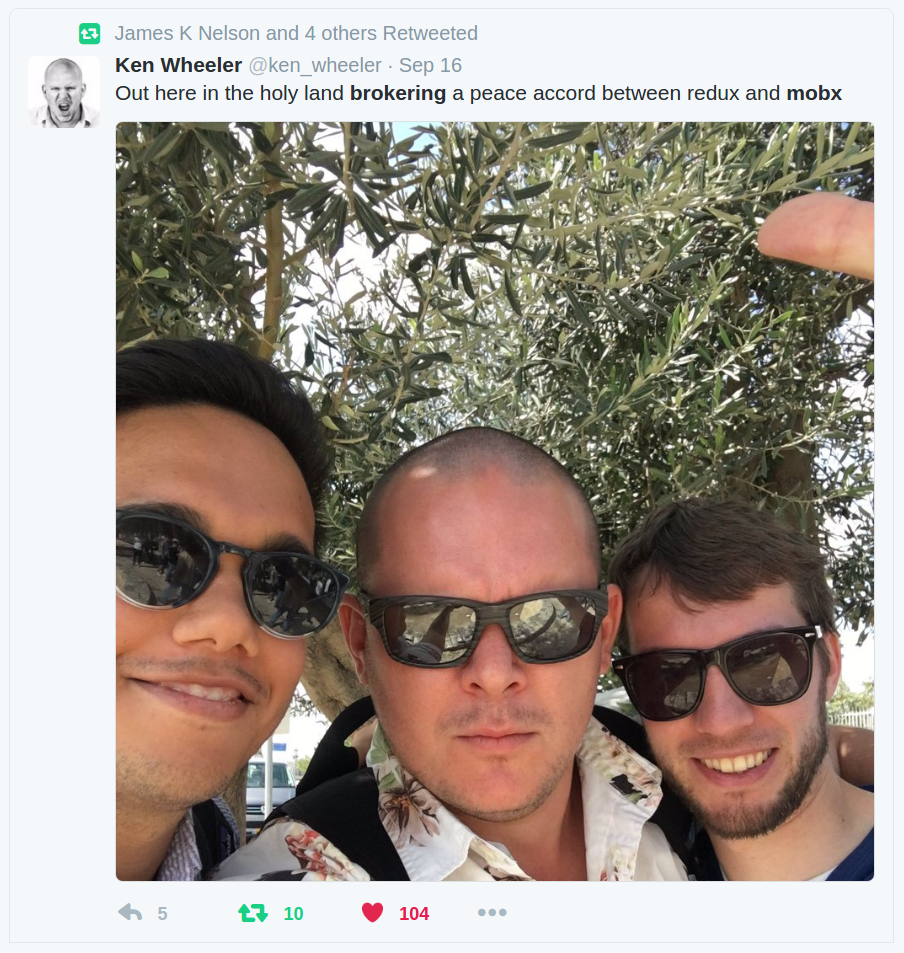 James K Nelson and 4 others Retweeted
Ken Wheeler @ken_wheeler · Sep 16
Out here in the holy land brokering a peace accord between redux and mobx
5 10 104